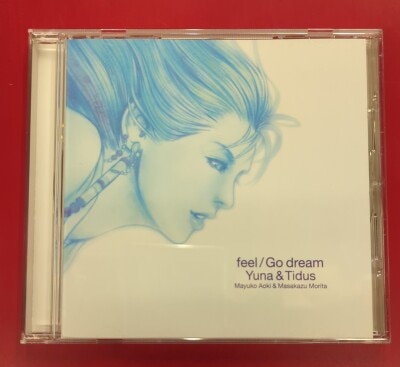 feel/Go dream
Yuna & Tidus
Mayuko Aoki & Masakazu Morita